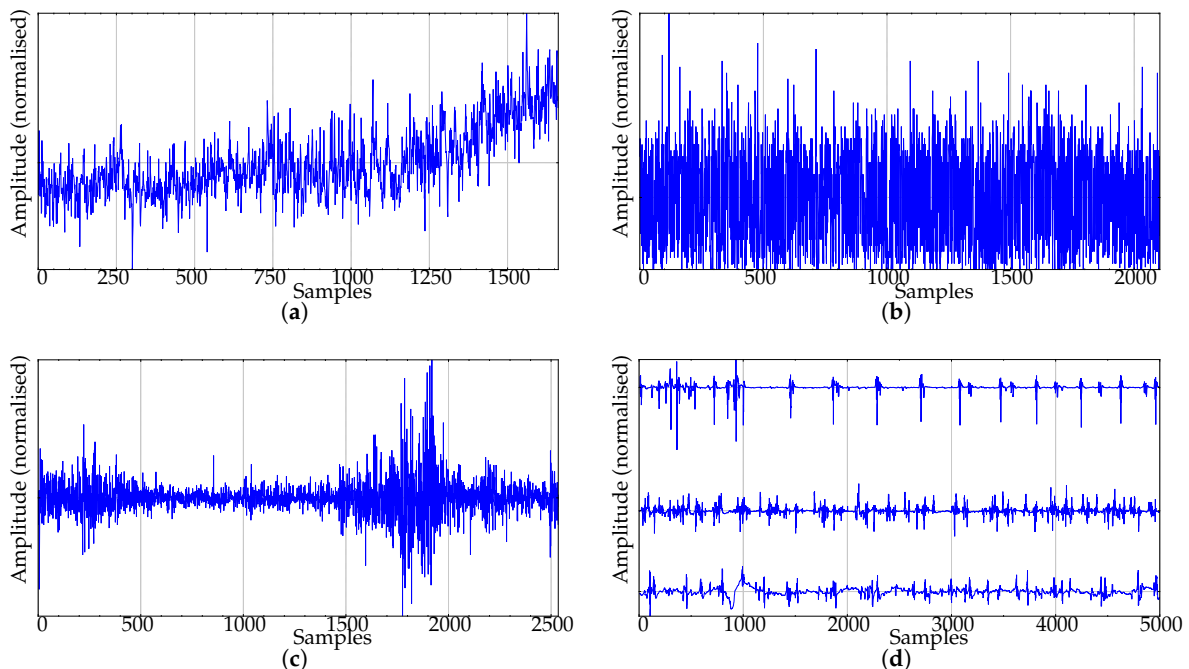 Amplitude (normalised)
0 250 500 750 1000 1250 1500
Samples
(a)
Amplitude (normalised)
0 500 1000 1500 2000
Samples
(b)
Amplitude (normalised)
0 500 1000 1500 2000 2500
Samples
(c)
Amplitude (normalised)
0 1000 2000 3000 4000 5000
Samples
(d)